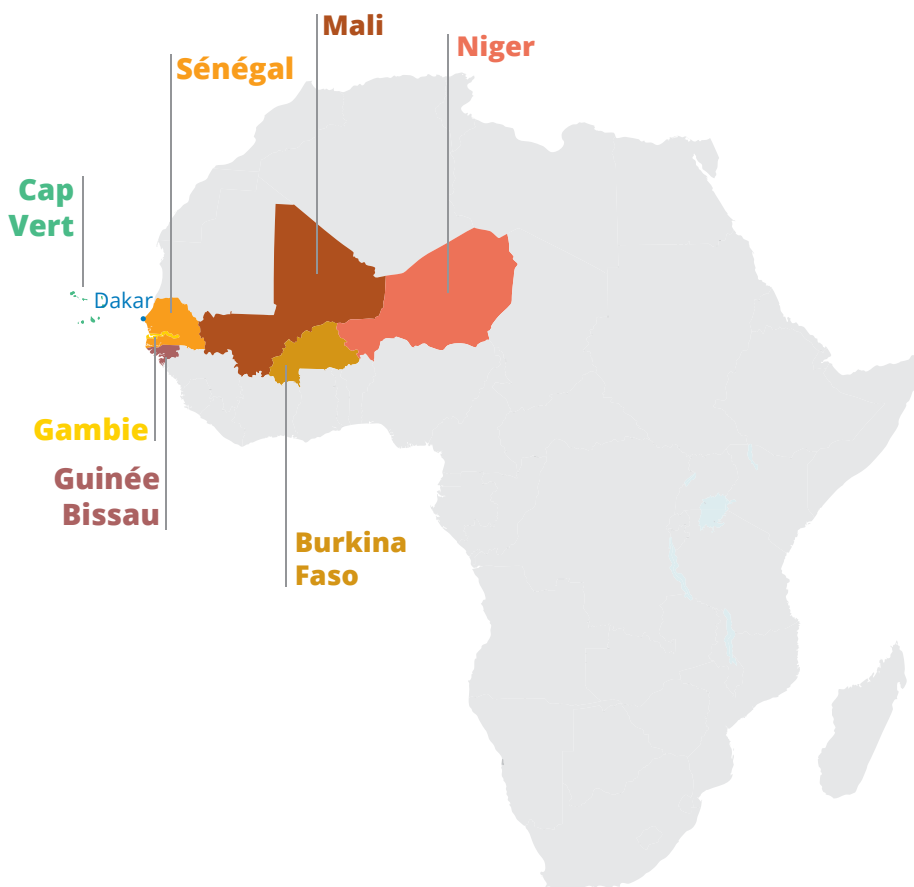 Mali
Niger
Sénégal
Cap
Vert
Dakar
Gambie
Guinée
Bissau
Burkina
Faso